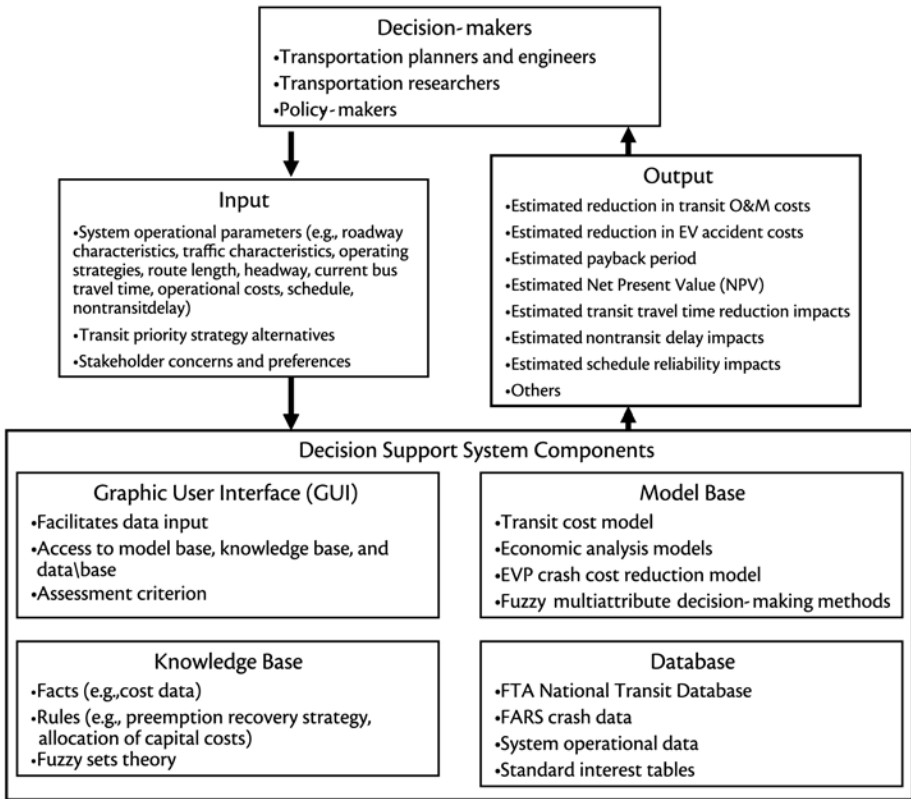 Decision-makers
•Transportation planners and engineers
•Transportation researchers
•Policy-makers
Input
•System operational parameters (e.g., roadway
characteristics, traffic characteristics, operating
strategies, route length, headway, current bus
travel time, operational costs, schedule,
nontransitdelay)
•Transit priority strategy alternatives
•Stakeholder concerns and preferences
Output
•Estimated reduction in transit O&M costs
•Estimated reduction in EV accident costs
•Estimated payback period
•Estimated Net Present Value (NPV)
•Estimated transit travel time reduction impacts
•Estimated nontransit delay impacts
•Estimated schedule reliability impacts
•Others
Decision Support System Components
Graphic User Interface (GUI)
•Facilitates data input
•Access to model base, knowledge base, and
data\base
•Assessment criterion
Model Base
•Transit cost model
•Economic analysis models
•EVP crash cost reduction model
•Fuzzy multiattribute decision-making methods
Knowledge Base
•Facts (e.g.,cost data)
•Rules (e.g., preemption recovery strategy,
allocation of capital costs)
•Fuzzy sets theory
Database
•FTA National Transit Database
•FARS crash data
•System operational data
•Standard interest tables